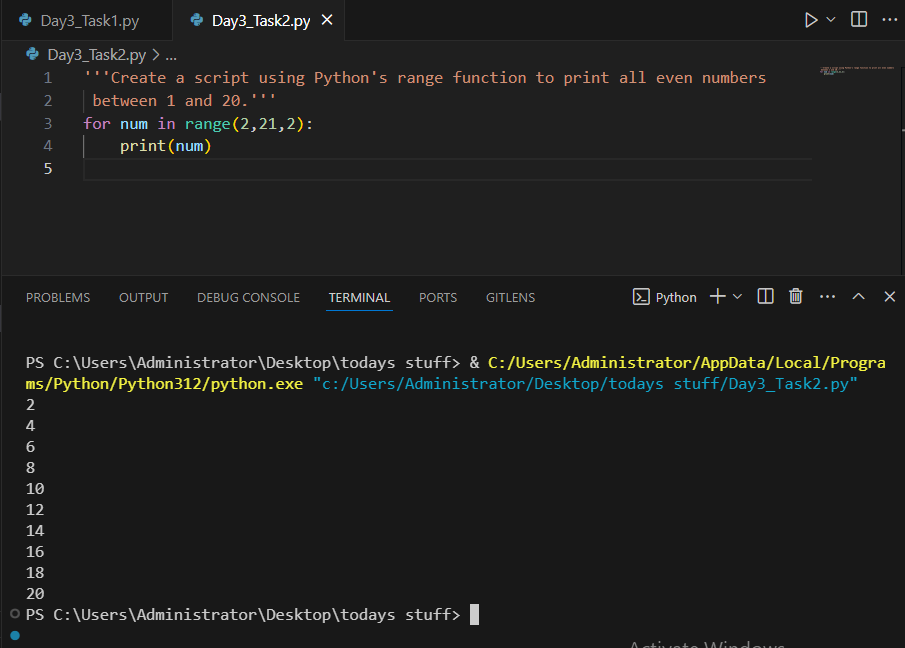 Day3_Task1.py
Day3_Task2.py
Day3_Task2.py > ...
1 '''Create a script using Python's range function to print all even numbers
2 between 1 and 20.'''
3 for num in range(2,21,2):
4 print(num)
5
PROBLEMS OUTPUT DEBUG CONSOLE TERMINAL PORTS GITLENS Python
PS C:\Users\Administrator\Desktop\todays stuff> & C:/Users/Administrator/AppData/Local/Progra
ms/Python/Python312/python.exe "c:/Users/Administrator/Desktop/todays stuff/Day3_Task2.py"
2
4
6
8
10
12
14
16
18
20
PS C:\Users\Administrator\Desktop\todays stuff>
Activate Windows